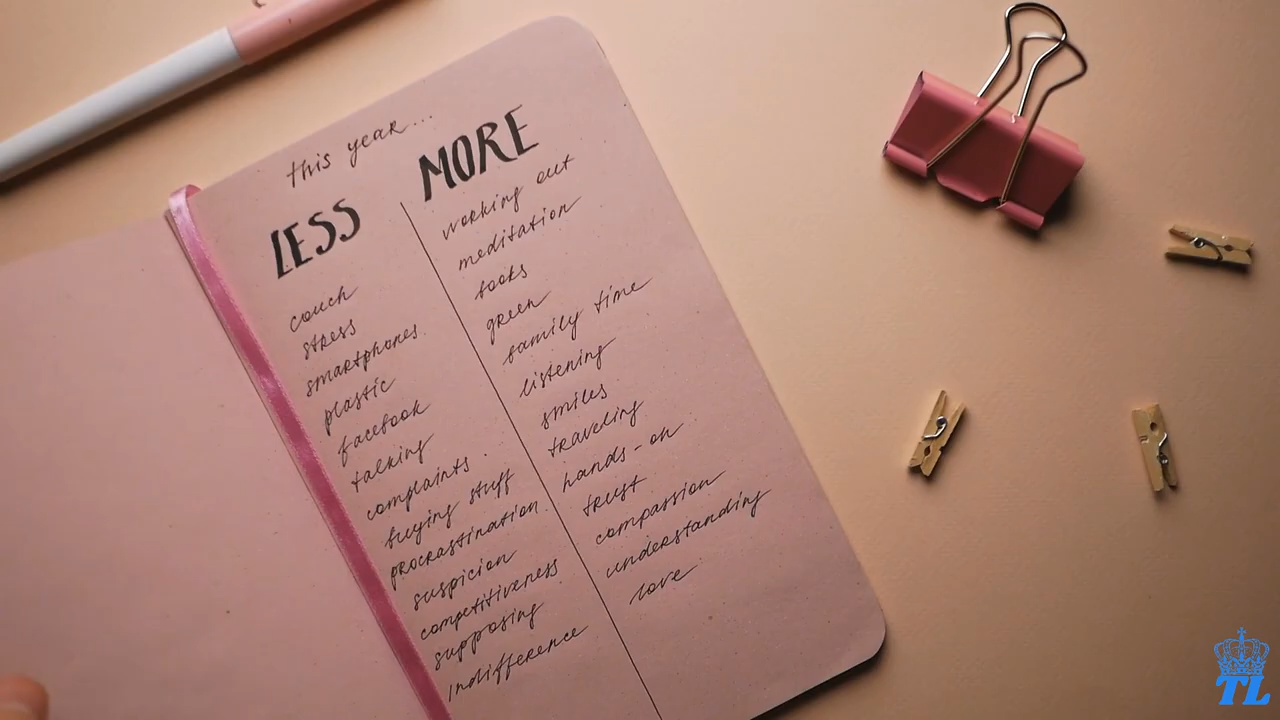 this year...
LESS
couch
stress
smartphones
plastic
facebook
talking
complaints
buying stuff
procrastination
suspicion
competitiveness
supposing
indifference
MORE
working out
meditation
books
green
family time
listening
smiles
traveling
hands-on
trust
compassion
understanding
love
TL